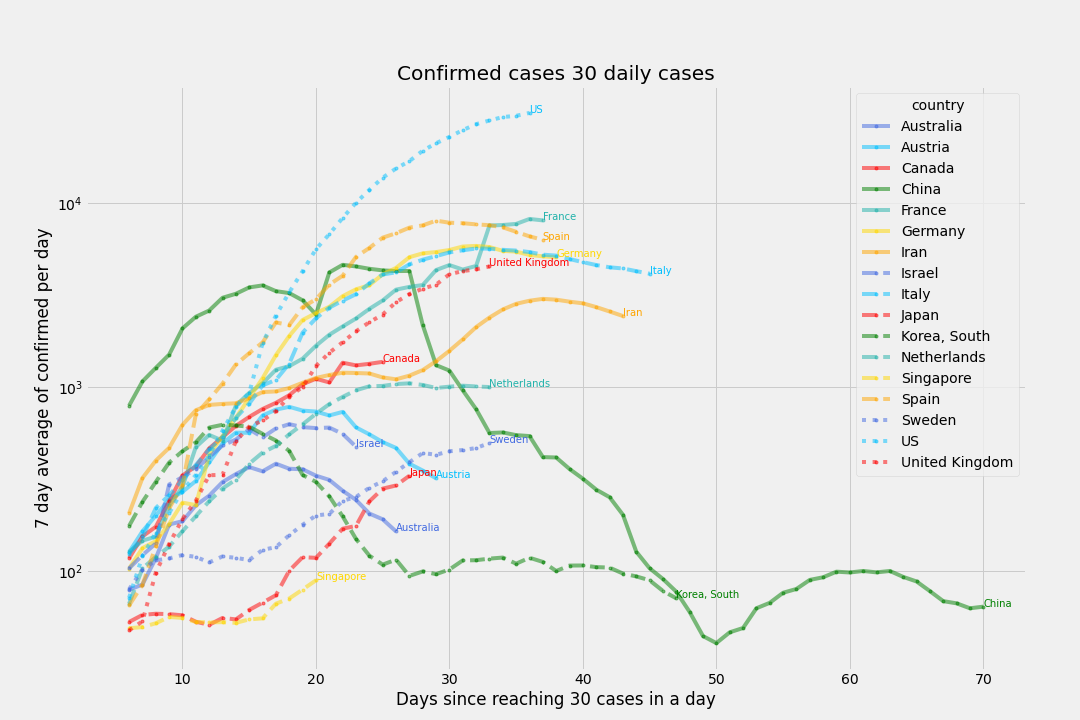 Confirmed cases 30 daily cases
7 day average of confirmed per day
10⁴
10³
10²
US
France
Spain
Germany
United Kingdom
Italy
Iran
Canada
Netherlands
Israel
Sweden
Japan
Austria
Australia
Singapore
Korea, South
China
country
Australia
Austria
Canada
China
France
Germany
Iran
Israel
Italy
Japan
Korea, South
Netherlands
Singapore
Spain
Sweden
US
United Kingdom
10 20 30 40 50 60 70
Days since reaching 30 cases in a day